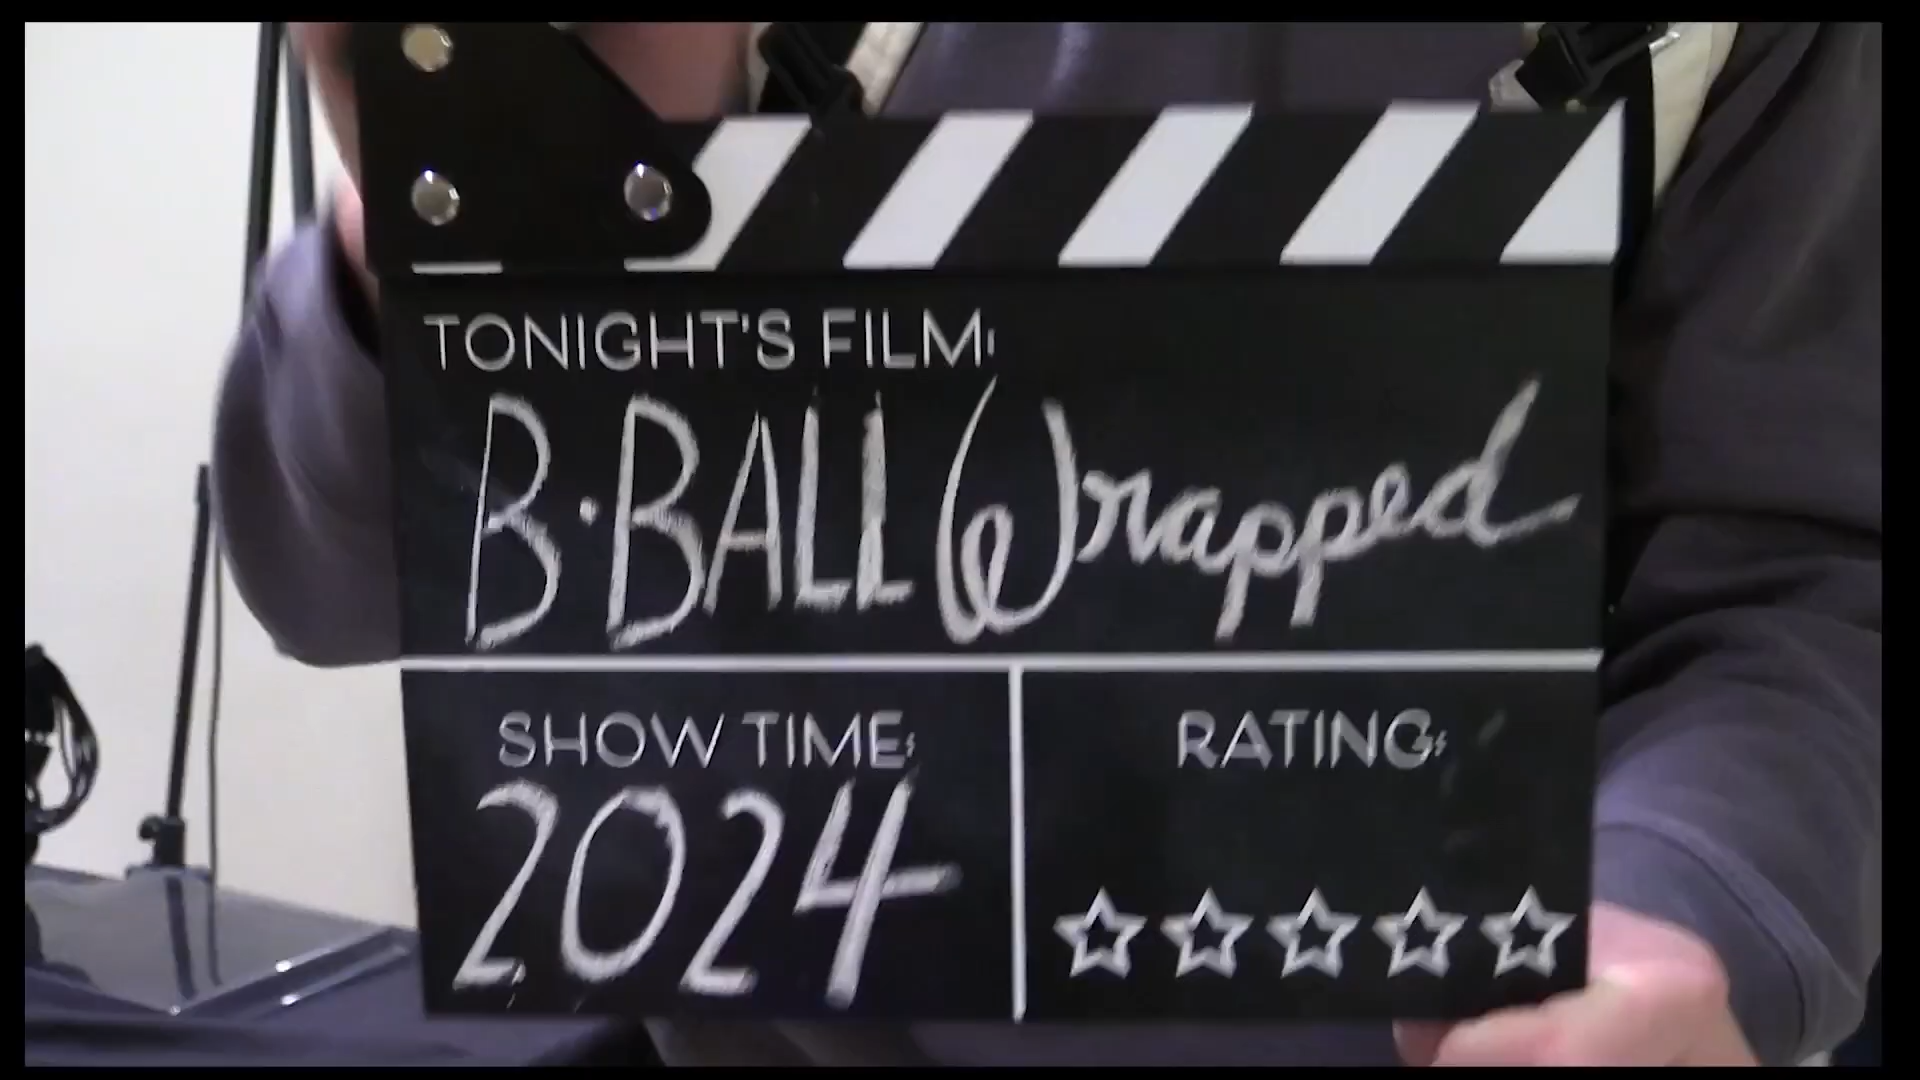 TONIGHT'S FILM:
B·BALL Wrapped
SHOW TIME:
2024
RATING: